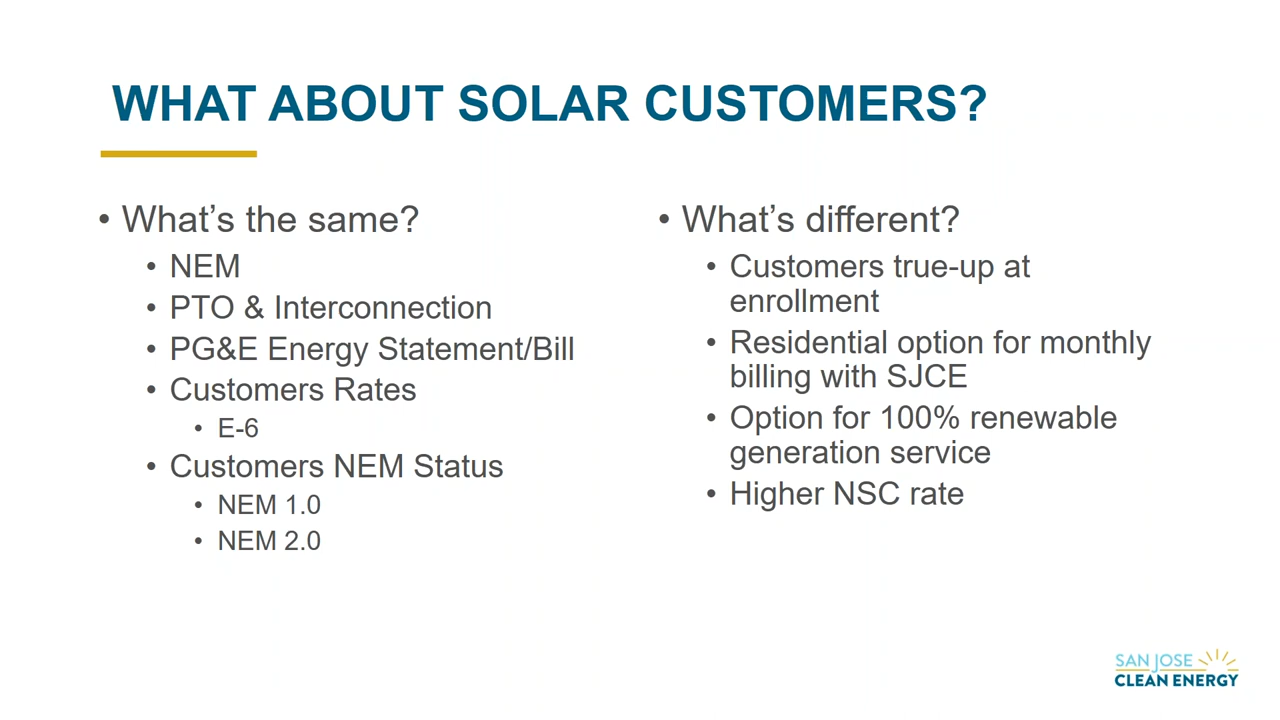 WHAT ABOUT SOLAR CUSTOMERS?
• What’s the same?
• NEM
• PTO & Interconnection
• PG&E Energy Statement/Bill
• Customers Rates
• E-6
• Customers NEM Status
• NEM 1.0
• NEM 2.0
• What’s different?
• Customers true-up at
enrollment
• Residential option for monthly
billing with SJCE
• Option for 100% renewable
generation service
• Higher NSC rate
SAN JOSE
CLEAN ENERGY